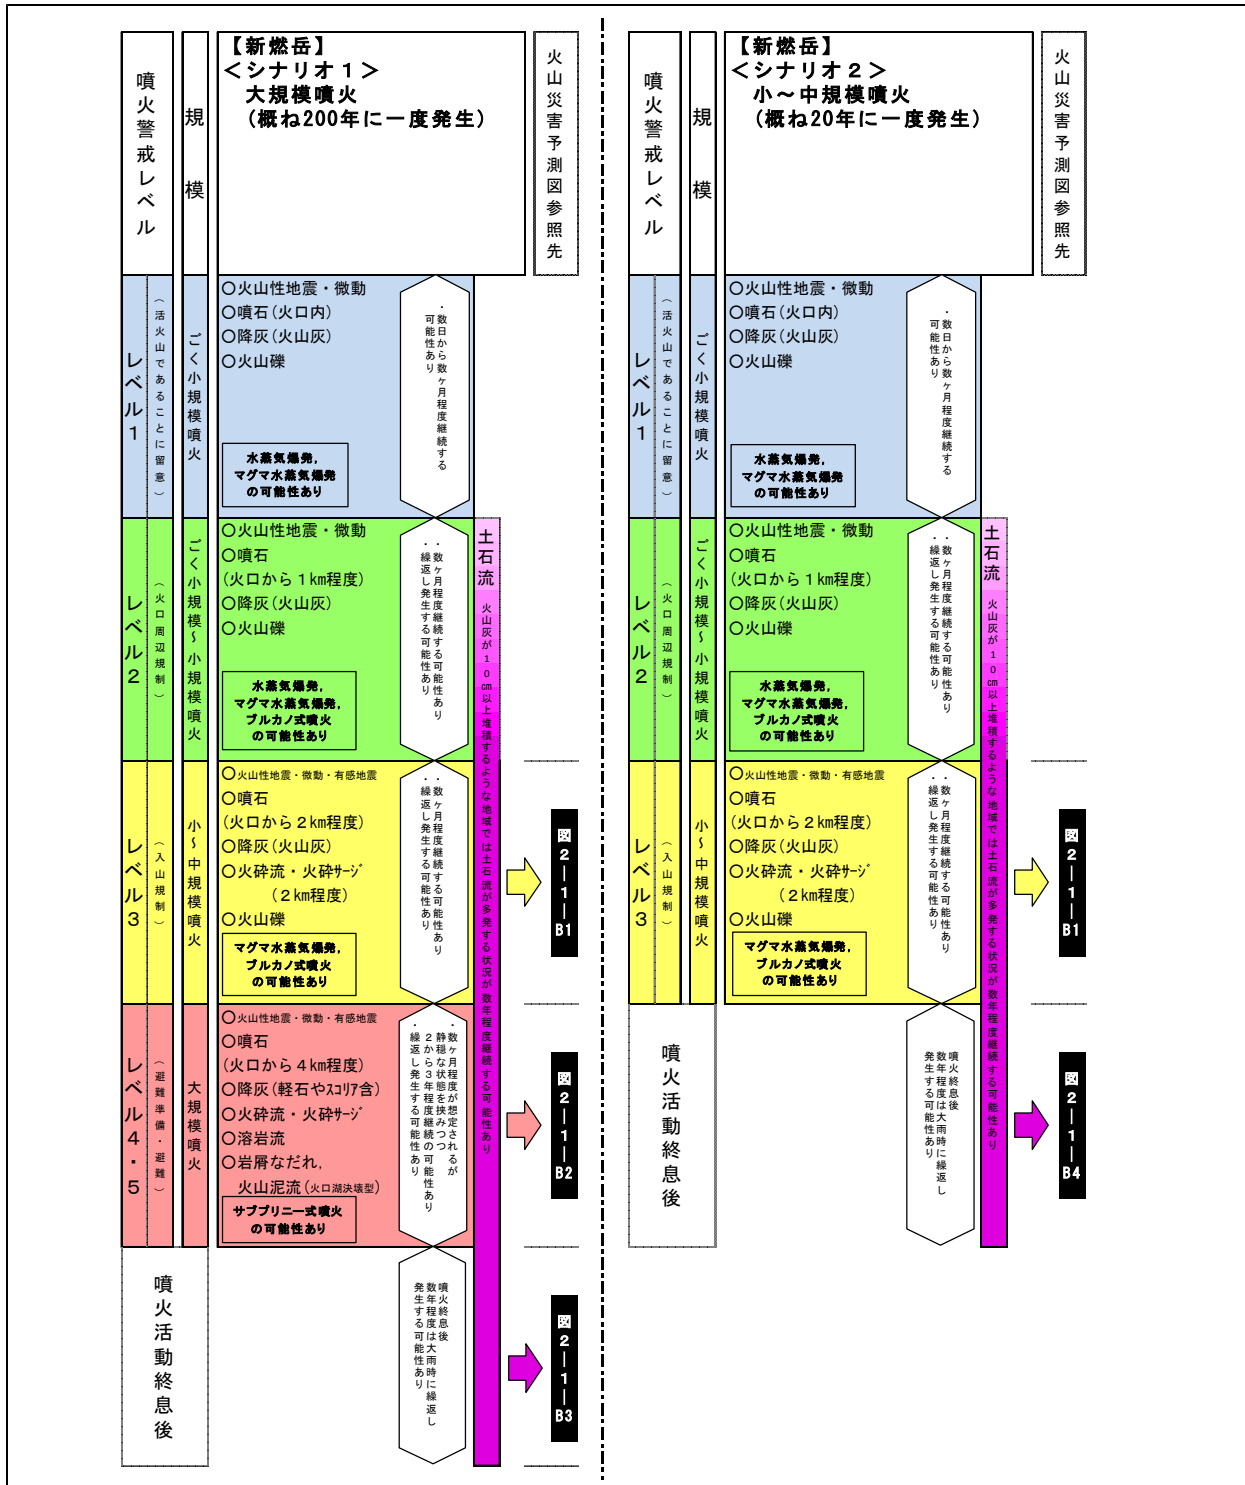 噴火警戒レベル
規模
【新燃岳】
＜シナリオ１＞
大規模噴火
(概ね200年に一度発生)
火山災害予測図参照先
レベル1
（活火山であることに留意）
ごく小規模噴火
○火山性地震・微動
○噴石(火口内)
○降灰(火山灰)
○火山礫
水蒸気爆発,
マグマ水蒸気爆発
の可能性あり
・数日から数ヶ月程度継続する
可能性あり
レベル2
（火口周辺規制）
ごく小規模～小規模噴火
○火山性地震・微動
○噴石
(火口から１km程度)
○降灰(火山灰)
○火山礫
水蒸気爆発,
マグマ水蒸気爆発,
ブルカノ式噴火
の可能性あり
・数ヶ月程度継続する可能性あり
・繰返し発生する可能性あり
土石流
火山灰が10cm以上堆積するような地域では土石流が多発する状況が数年程度継続する可能性あり
レベル3
（入山規制）
小～中規模噴火
○火山性地震・微動・有感地震
○噴石
(火口から２km程度)
○降灰(火山灰)
○火砕流・火砕ｻｰｼﾞ
(２km程度)
○火山礫
マグマ水蒸気爆発,
ブルカノ式噴火
の可能性あり
・数ヶ月程度継続する可能性あり
・繰返し発生する可能性あり
図2－1－B1
レベル4・5
（避難準備・避難）
大規模噴火
○火山性地震・微動・有感地震
○噴石
(火口から４km程度)
○降灰(軽石やｽｺﾘｱ含)
○火砕流・火砕ｻｰｼﾞ
○溶岩流
○岩屑なだれ,
火山泥流(火口湖決壊型)
サブプリニー式噴火
の可能性あり
・数ヶ月程度が想定されるが
静穏な状態を挟みつつ
２から３年程度継続の可能性あり
・繰返し発生する可能性あり
図2－1－B2
噴火活動終息後
噴火終息後
数年程度は大雨時に繰返し
発生する可能性あり
図2－1－B3
噴火警戒レベル
規模
【新燃岳】
＜シナリオ２＞
小～中規模噴火
(概ね20年に一度発生)
火山災害予測図参照先
レベル1
（活火山であることに留意）
ごく小規模噴火
○火山性地震・微動
○噴石(火口内)
○降灰(火山灰)
○火山礫
水蒸気爆発,
マグマ水蒸気爆発
の可能性あり
・数日から数ヶ月程度継続する
可能性あり
レベル2
（火口周辺規制）
ごく小規模～小規模噴火
○火山性地震・微動
○噴石
(火口から１km程度)
○降灰(火山灰)
○火山礫
水蒸気爆発,
マグマ水蒸気爆発,
ブルカノ式噴火
の可能性あり
・数ヶ月程度継続する可能性あり
・繰返し発生する可能性あり
土石流
火山灰が10cm以上堆積するような地域では土石流が多発する状況が数年程度継続する可能性あり
レベル3
（入山規制）
小～中規模噴火
○火山性地震・微動・有感地震
○噴石
(火口から２km程度)
○降灰(火山灰)
○火砕流・火砕ｻｰｼﾞ
(２km程度)
○火山礫
マグマ水蒸気爆発,
ブルカノ式噴火
の可能性あり
・数ヶ月程度継続する可能性あり
・繰返し発生する可能性あり
図2－1－B1
噴火活動終息後
噴火終息後
数年程度は大雨時に繰返し
発生する可能性あり
図2－1－B4